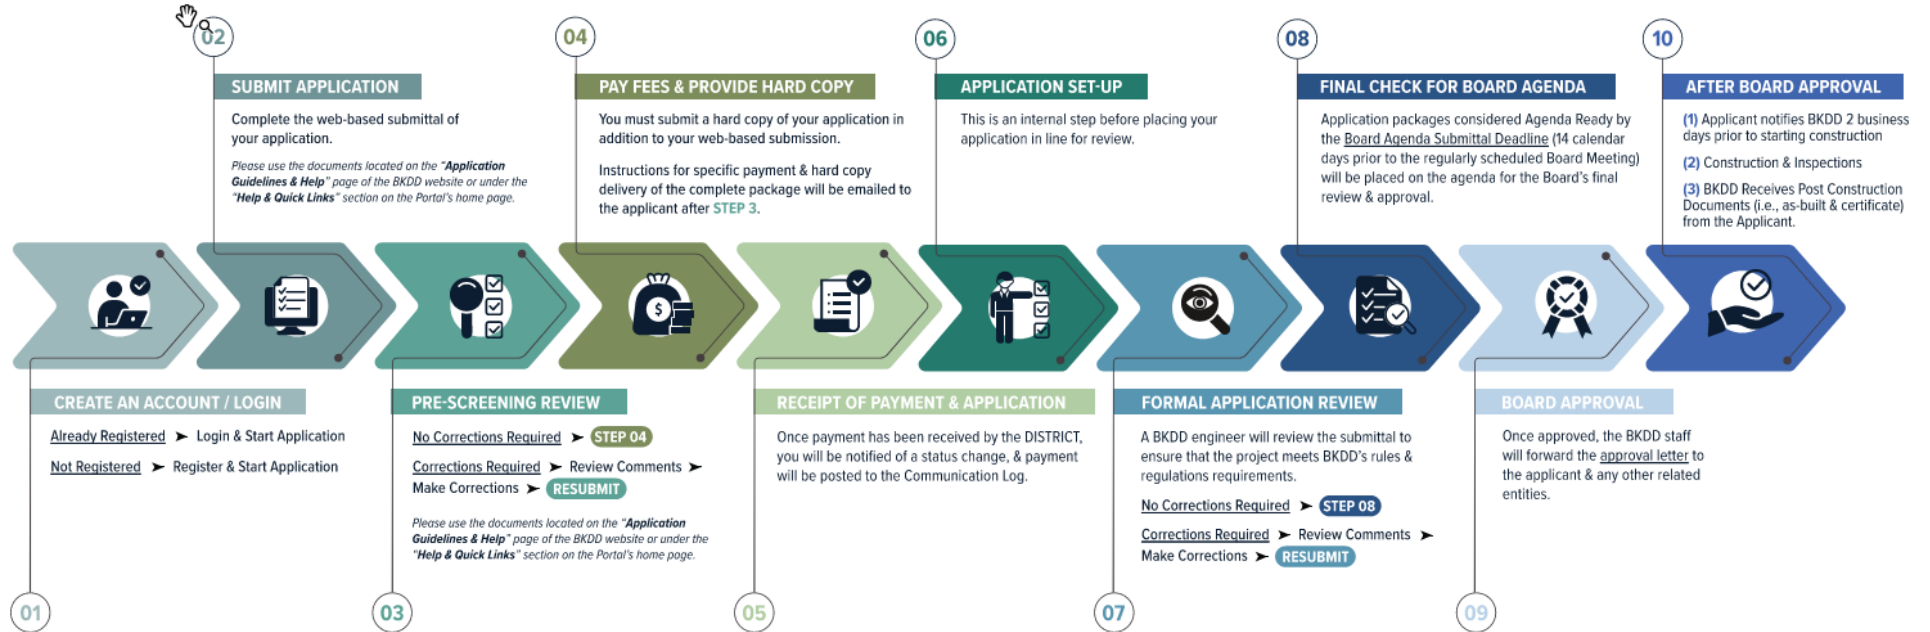 02
SUBMIT APPLICATION
Complete the web-based submittal of
your application.
Please use the documents located on the "Application
Guidelines & Help" page of the BKDD website or under the
"Help & Quick Links" section on the Portal's home page.
04
PAY FEES & PROVIDE HARD COPY
You must submit a hard copy of your application in
addition to your web-based submission.
Instructions for specific payment & hard copy
delivery of the complete package will be emailed to
the applicant after STEP 3.
06
APPLICATION SET-UP
This is an internal step before placing your
application in line for review.
08
FINAL CHECK FOR BOARD AGENDA
Application packages considered Agenda Ready by
the Board Agenda Submittal Deadline (14 calendar
days prior to the regularly scheduled Board Meeting)
will be placed on the agenda for the Board's final
review & approval.
10
AFTER BOARD APPROVAL
(1) Applicant notifies BKDD 2 business
days prior to starting construction
(2) Construction & Inspections
(3) BKDD Receives Post Construction
Documents (i.e., as-built & certificate)
from the Applicant.
$
CREATE AN ACCOUNT / LOGIN
Already Registered ➤ Login & Start Application
Not Registered ➤ Register & Start Application
01
PRE-SCREENING REVIEW
No Corrections Required ➤ STEP 04
Corrections Required ➤ Review Comments ➤
Make Corrections ➤ RESUBMIT
Please use the documents located on the "Application
Guidelines & Help" page of the BKDD website or under the
"Help & Quick Links" section on the Portal's home page.
03
RECEIPT OF PAYMENT & APPLICATION
Once payment has been received by the DISTRICT,
you will be notified of a status change, & payment
will be posted to the Communication Log.
05
FORMAL APPLICATION REVIEW
A BKDD engineer will review the submittal to
ensure that the project meets BKDD's rules &
regulations requirements.
No Corrections Required ➤ STEP 08
Corrections Required ➤ Review Comments ➤
Make Corrections ➤ RESUBMIT
07
BOARD APPROVAL
Once approved, the BKDD staff
will forward the approval letter to
the applicant & any other related
entities.
09